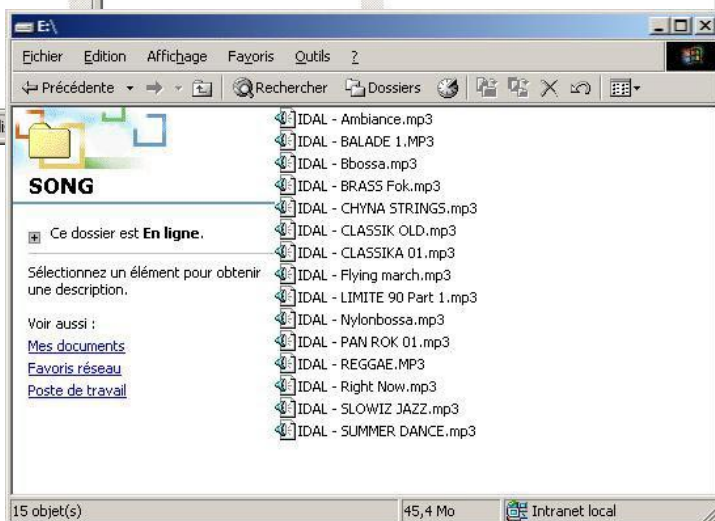 E:\
Fichier Edition Affichage Favoris Outils ?
Précédente Rechercher Dossiers
SONG
Ce dossier est En ligne.
Sélectionnez un élément pour obtenir
une description.
Voir aussi :
Mes documents
Favoris réseau
Poste de travail
IDAL - Ambiance.mp3
IDAL - BALADE 1.MP3
IDAL - Bbossa.mp3
IDAL - BRASS Fok.mp3
IDAL - CHYNA STRINGS.mp3
IDAL - CLASSIK OLD.mp3
IDAL - CLASSIKA 01.mp3
IDAL - Flying march.mp3
IDAL - LIMITE 90 Part 1.mp3
IDAL - Nylonbossa.mp3
IDAL - PAN ROK 01.mp3
IDAL - REGGAE.MP3
IDAL - Right Now.mp3
IDAL - SLOWIZ JAZZ.mp3
IDAL - SUMMER DANCE.mp3
15 objet(s) 45,4 Mo Intranet local